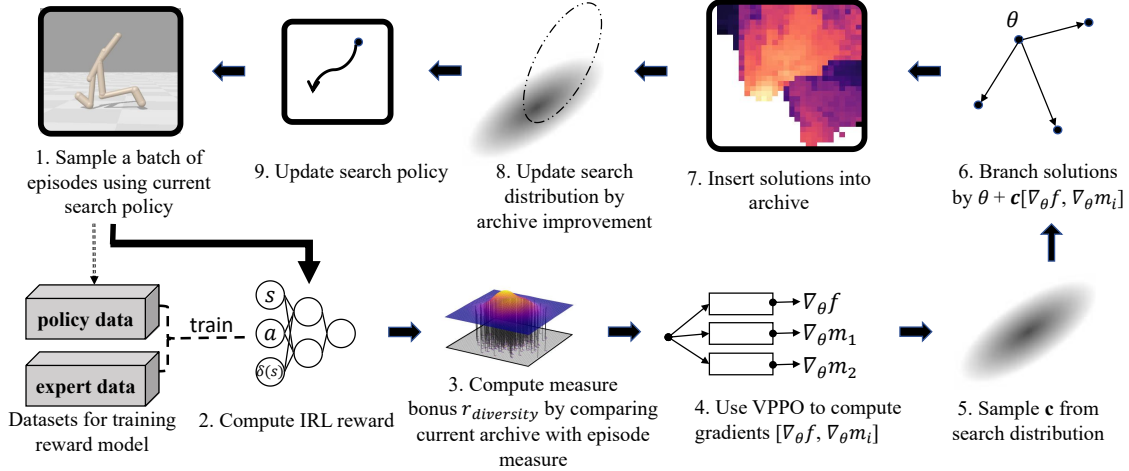 θ
1. Sample a batch of
episodes using current
search policy
9. Update search policy
8. Update search
distribution by
archive improvement
7. Insert solutions into
archive
6. Branch solutions
by θ + c[∇θf, ∇θmᵢ]
policy data
expert data
train
s
a
δ(s)
Datasets for training
reward model
2. Compute IRL reward
3. Compute measure
bonus r_diversity by comparing
current archive with episode
measure
∇θf
∇θm₁
∇θm₂
4. Use VPPO to compute
gradients [∇θf, ∇θmᵢ]
5. Sample c from
search distribution